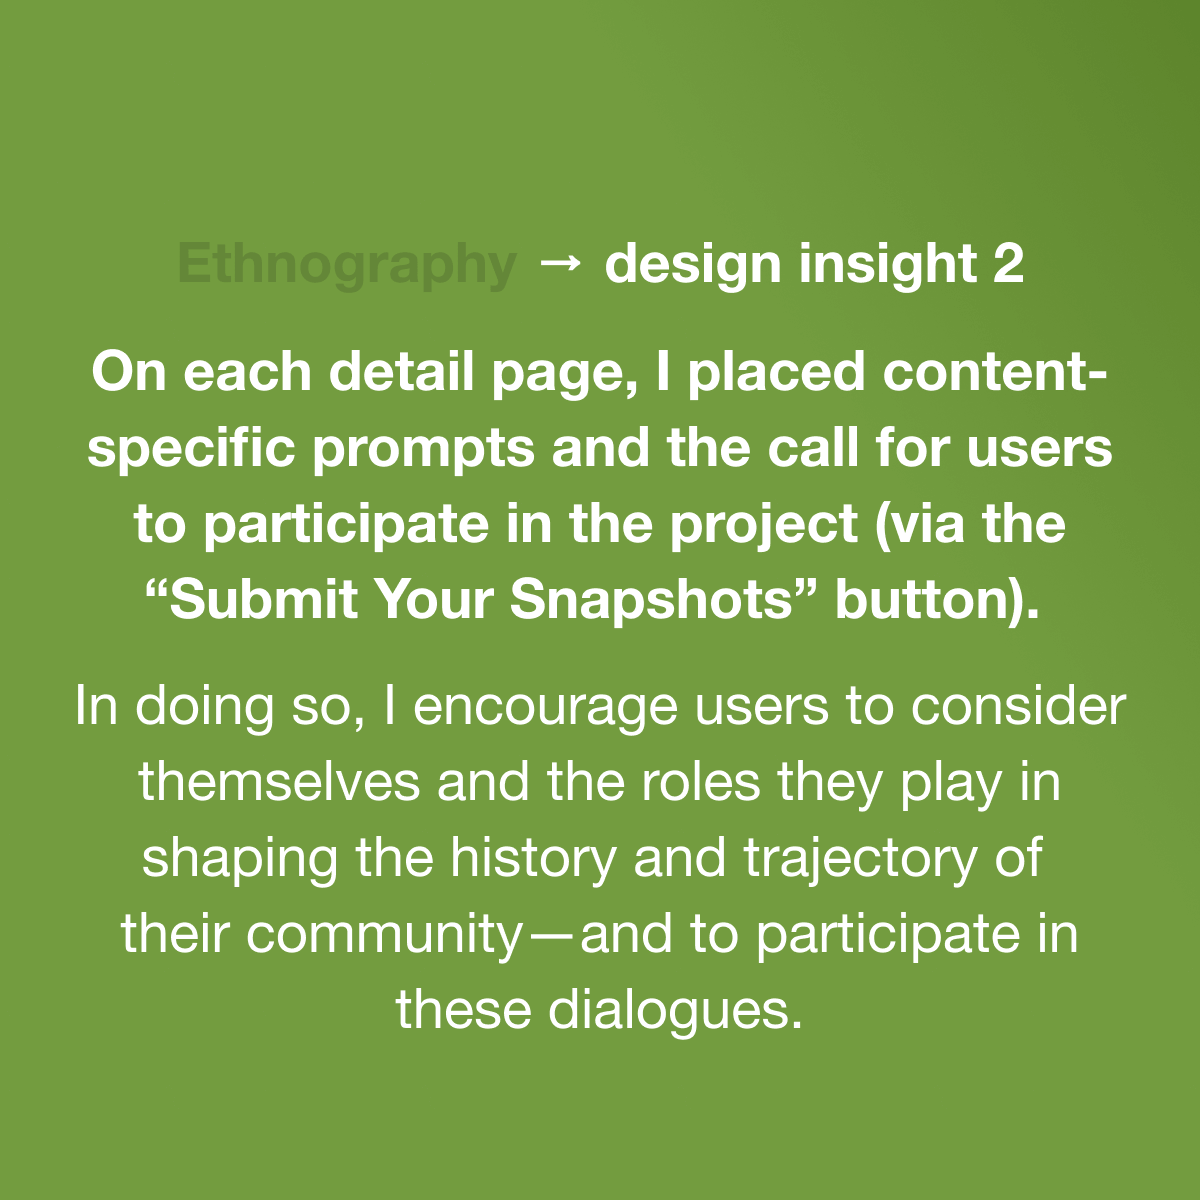 Ethnography → design insight 2
On each detail page, I placed content-
specific prompts and the call for users
to participate in the project (via the
“Submit Your Snapshots” button).
In doing so, I encourage users to consider
themselves and the roles they play in
shaping the history and trajectory of
their community—and to participate in
these dialogues.